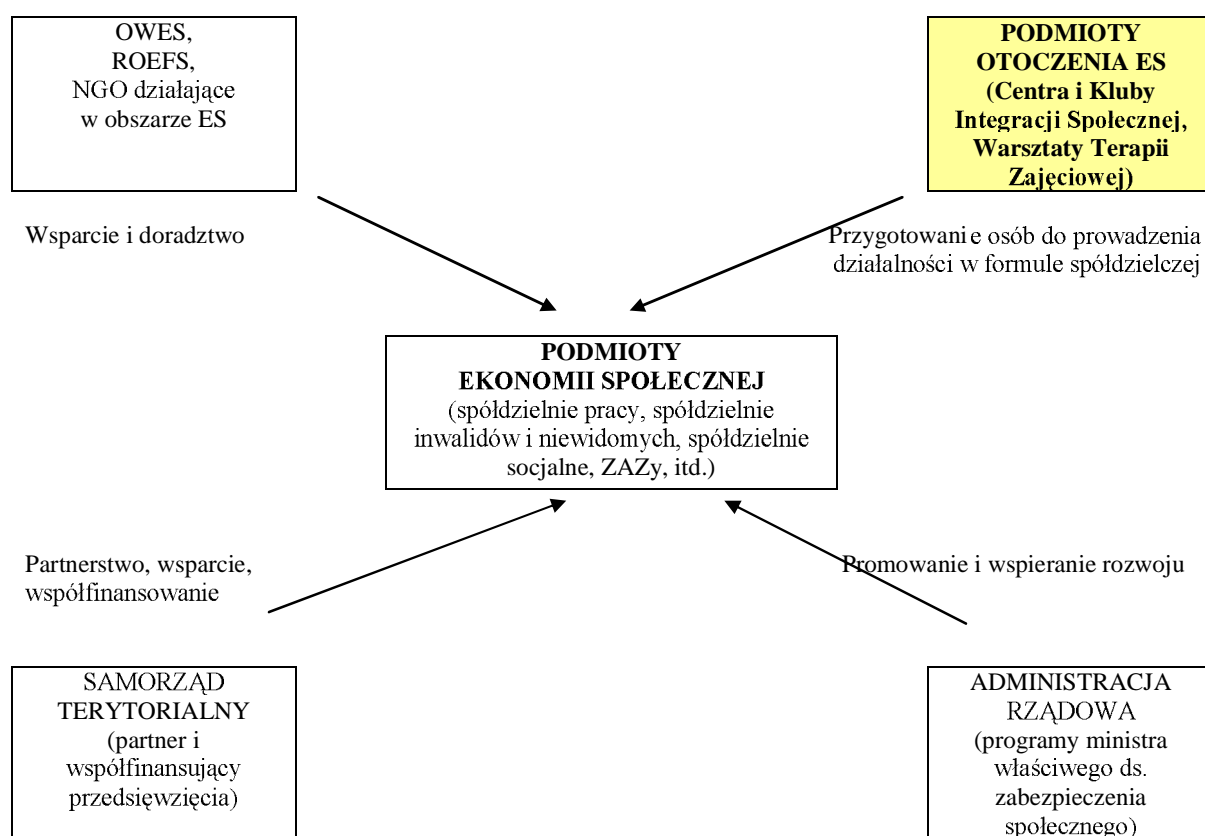 OWES,
ROEFS,
NGO działające
w obszarze ES
PODMIOTY
OTOCZENIA ES
(Centra i Kluby
Integracji Społecznej,
Warsztaty Terapii
Zajęciowej)
Wsparcie i doradztwo
Przygotowanie osób do prowadzenia
działalności w formule spółdzielczej
PODMIOTY
EKONOMII SPOŁECZNEJ
(spółdzielnie pracy, spółdzielnie
inwalidów i niewidomych, spółdzielnie
socjalne, ZAZy, itd.)
Partnerstwo, wsparcie,
współfinansowanie
Promowanie i wspieranie rozwoju
SAMORZĄD
TERYTORIALNY
(partner i
współfinansujący
przedsięwzięcia)
ADMINISTRACJA
RZĄDOWA
(programy ministra
właściwego ds.
zabezpieczenia
społecznego)